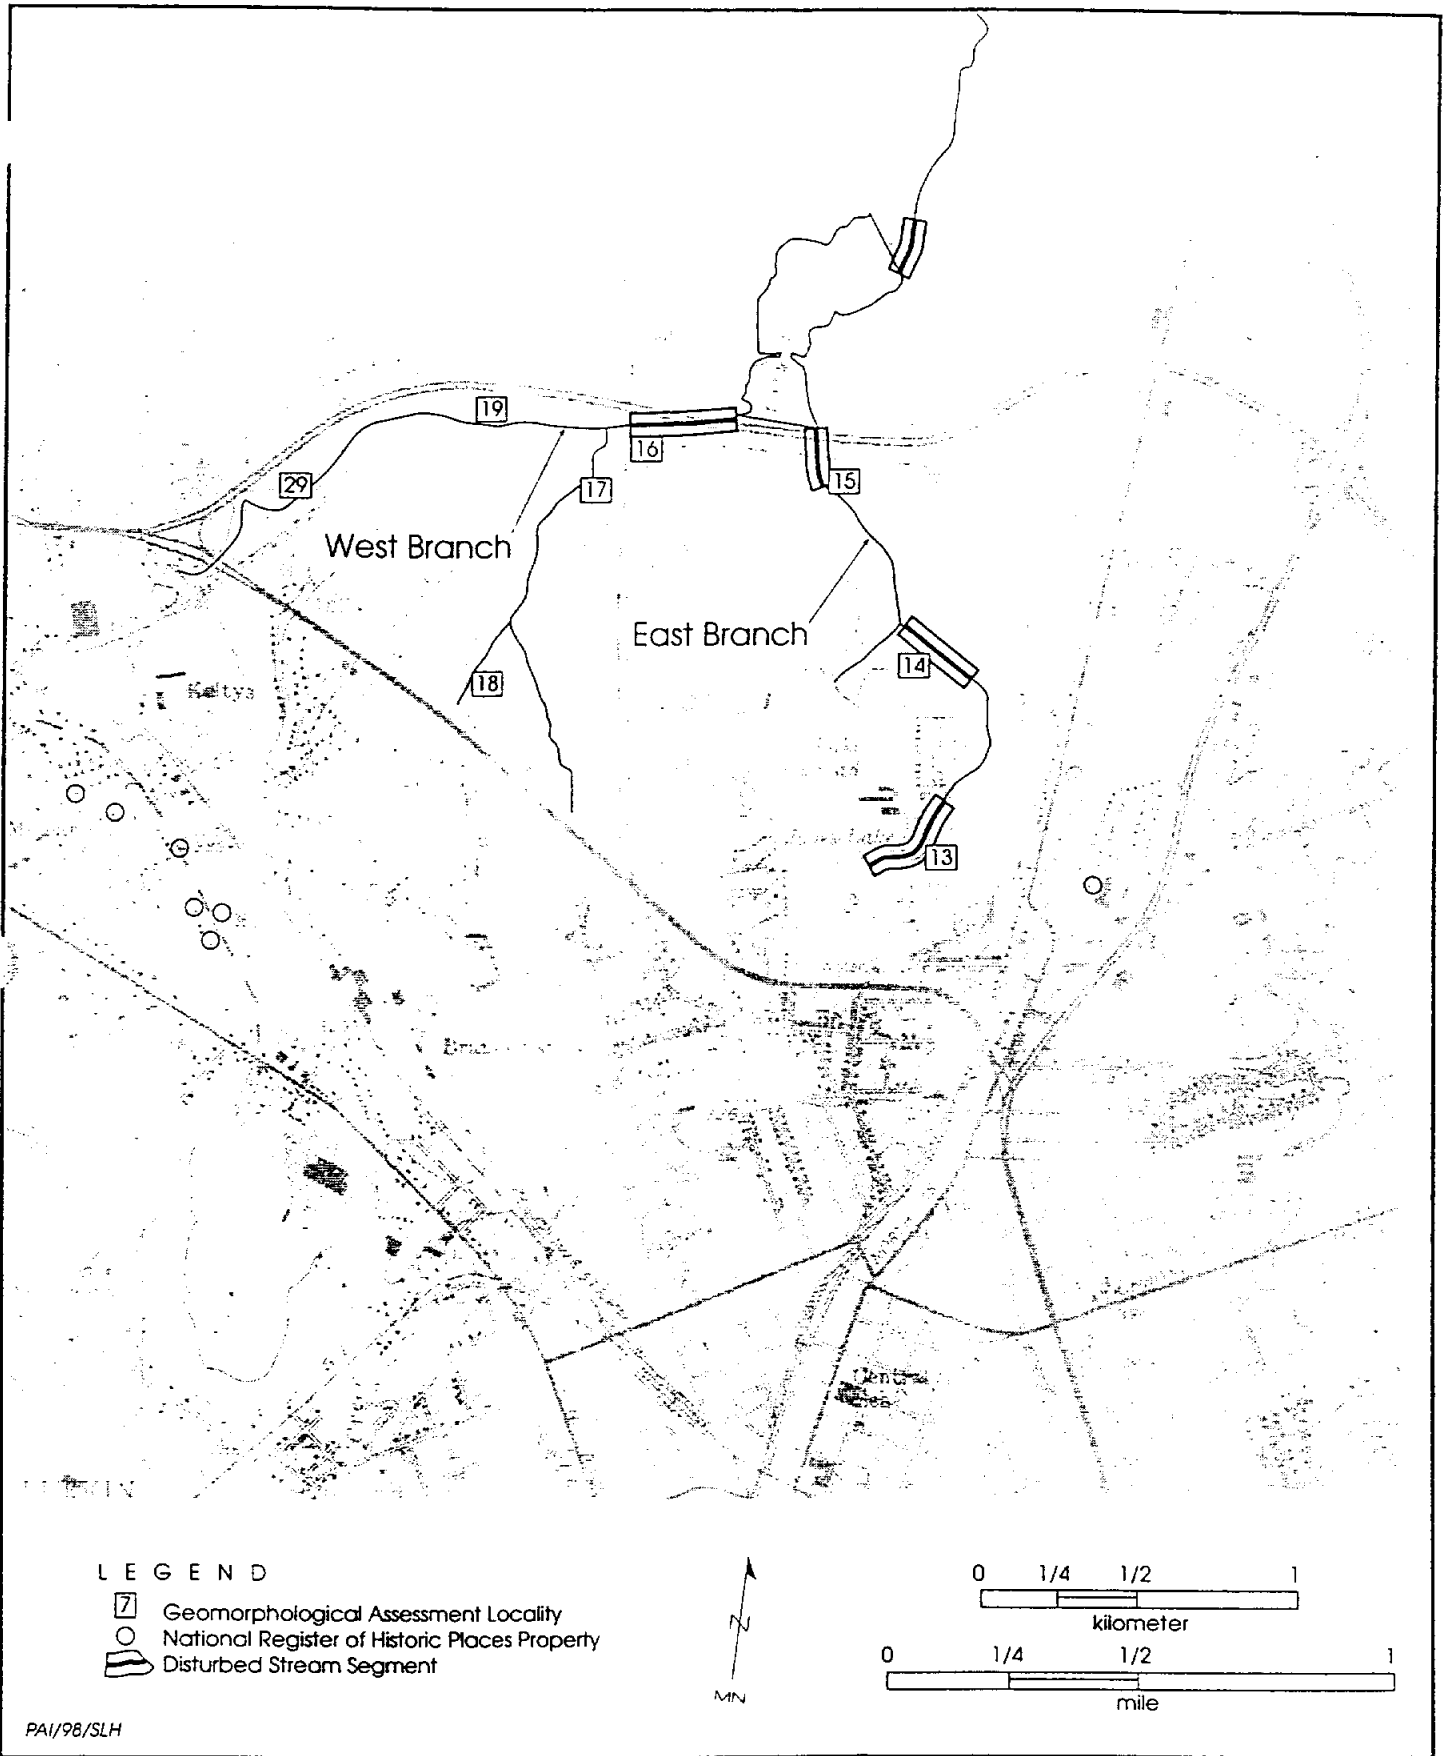 19
16
29
17
15
West Branch
East Branch
14
18
Keltys
13
Central
LEGEND
7 Geomorphological Assessment Locality
National Register of Historic Places Property
Disturbed Stream Segment
N
MN
0 1/4 1/2 1
kilometer
0 1/4 1/2 1
mile
PAI/98/SLH